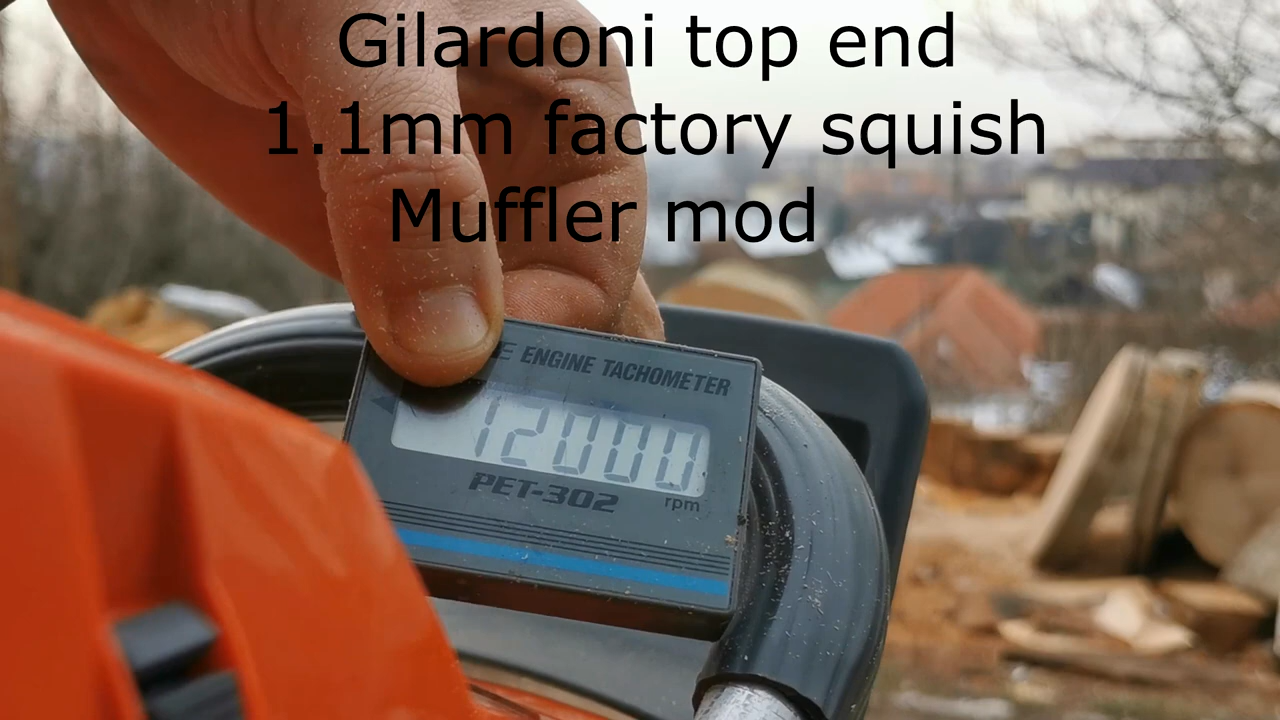 Gilardoni top end
1.1mm factory squish
Muffler mod
ENGINE TACHOMETER
12000
PET-302
rpm